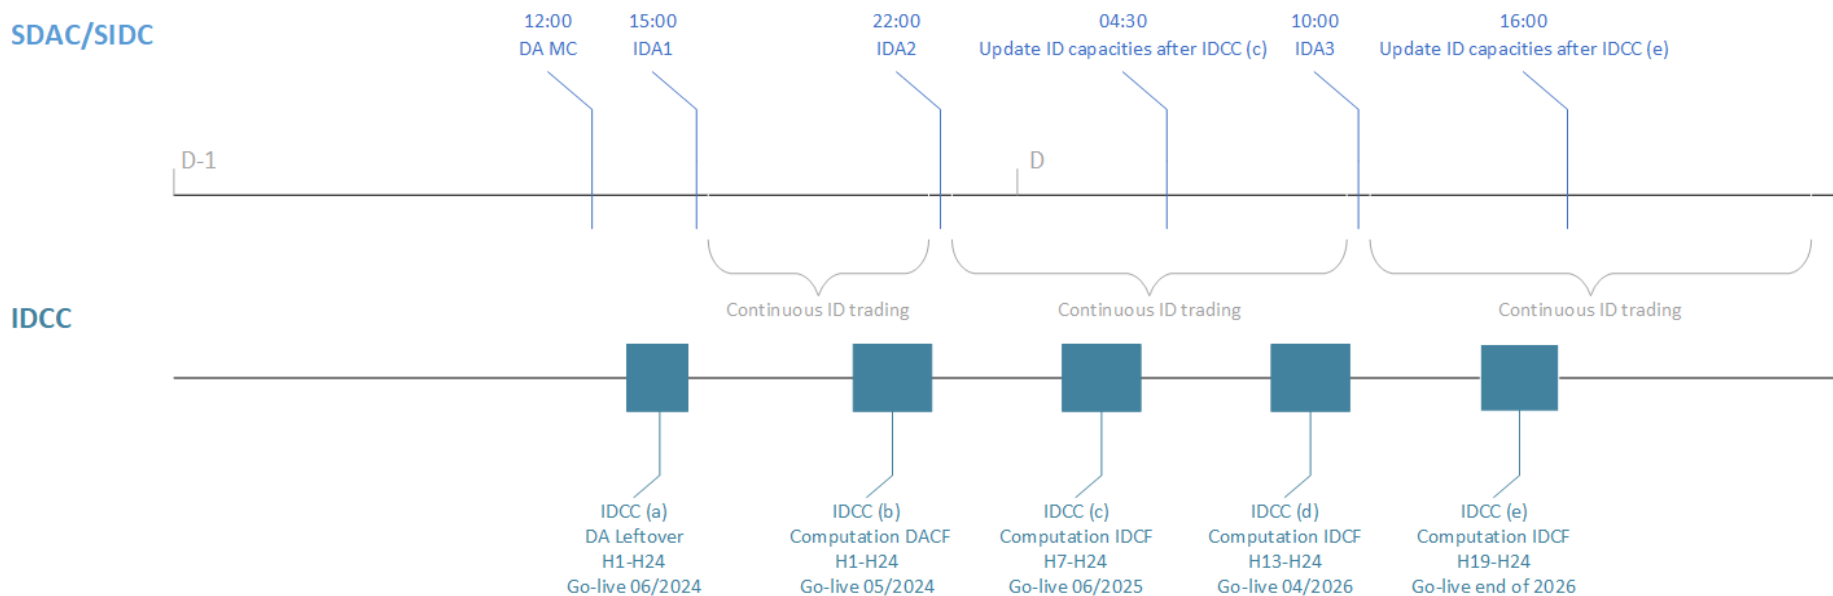 SDAC/SIDC
12:00
DA MC
15:00
IDA1
22:00
IDA2
04:30
Update ID capacities after IDCC (c)
10:00
IDA3
16:00
Update ID capacities after IDCC (e)
D-1
D
Continuous ID trading
Continuous ID trading
Continuous ID trading
IDCC
IDCC (a)
DA Leftover
H1-H24
Go-live 06/2024
IDCC (b)
Computation DACF
H1-H24
Go-live 05/2024
IDCC (c)
Computation IDCF
H7-H24
Go-live 06/2025
IDCC (d)
Computation IDCF
H13-H24
Go-live 04/2026
IDCC (e)
Computation IDCF
H19-H24
Go-live end of 2026